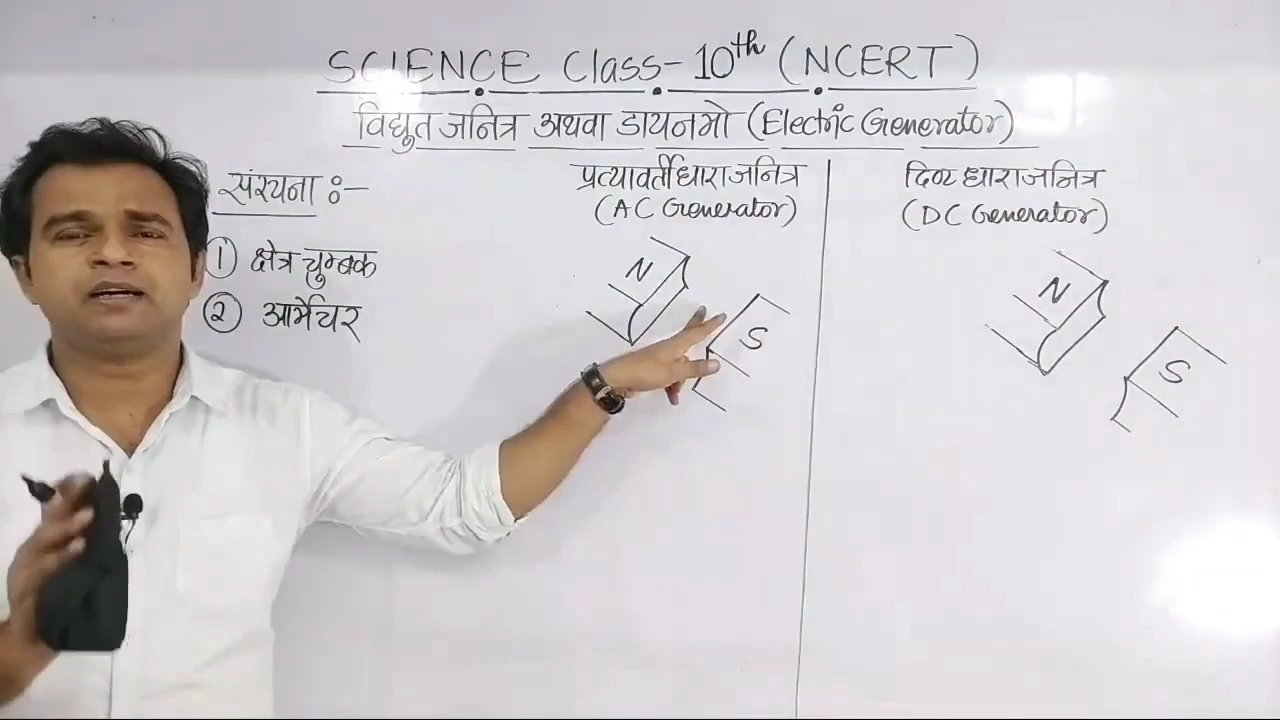 SCIENCE Class- 10th (NCERT)
विद्युत जनित्र अथवा डायनमो (Electric Generator)
संरचना :-
① क्षेत्र चुम्बक
② आर्मेचर
प्रत्यावर्ती धारा जनित्र
(AC Generator)
N
S
दिष्ट धारा जनित्र
(DC Generator)
N
S